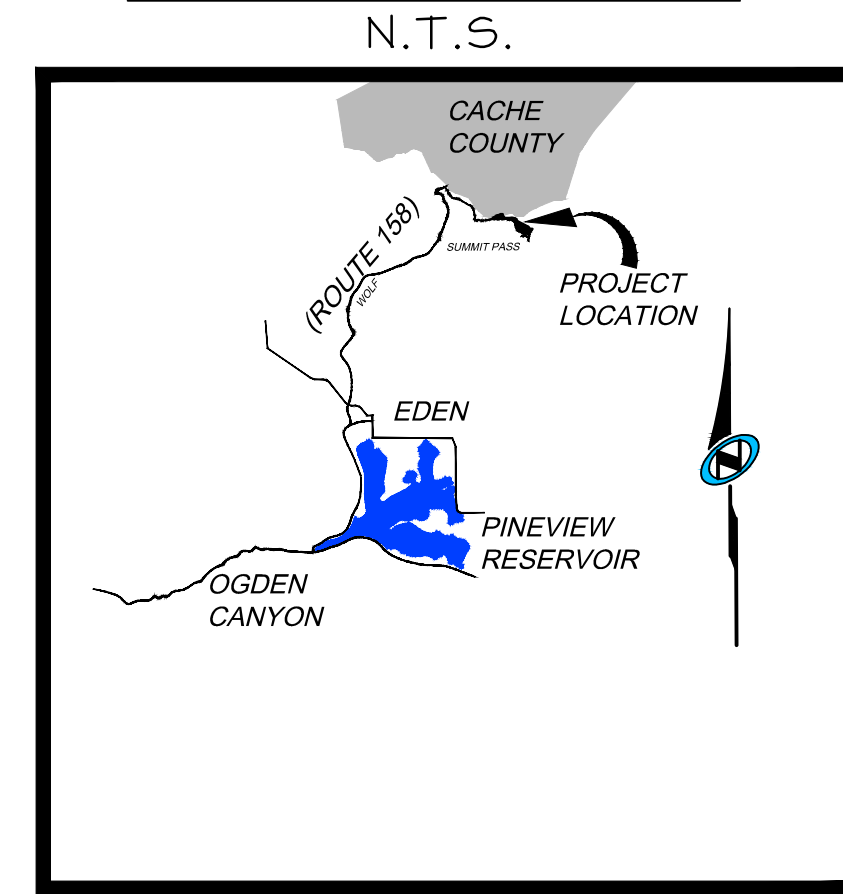 N.T.S.
CACHE
COUNTY
(ROUTE 158)
WOLF
SUMMIT PASS
PROJECT
LOCATION
EDEN
N
PINEVIEW
RESERVOIR
OGDEN
CANYON